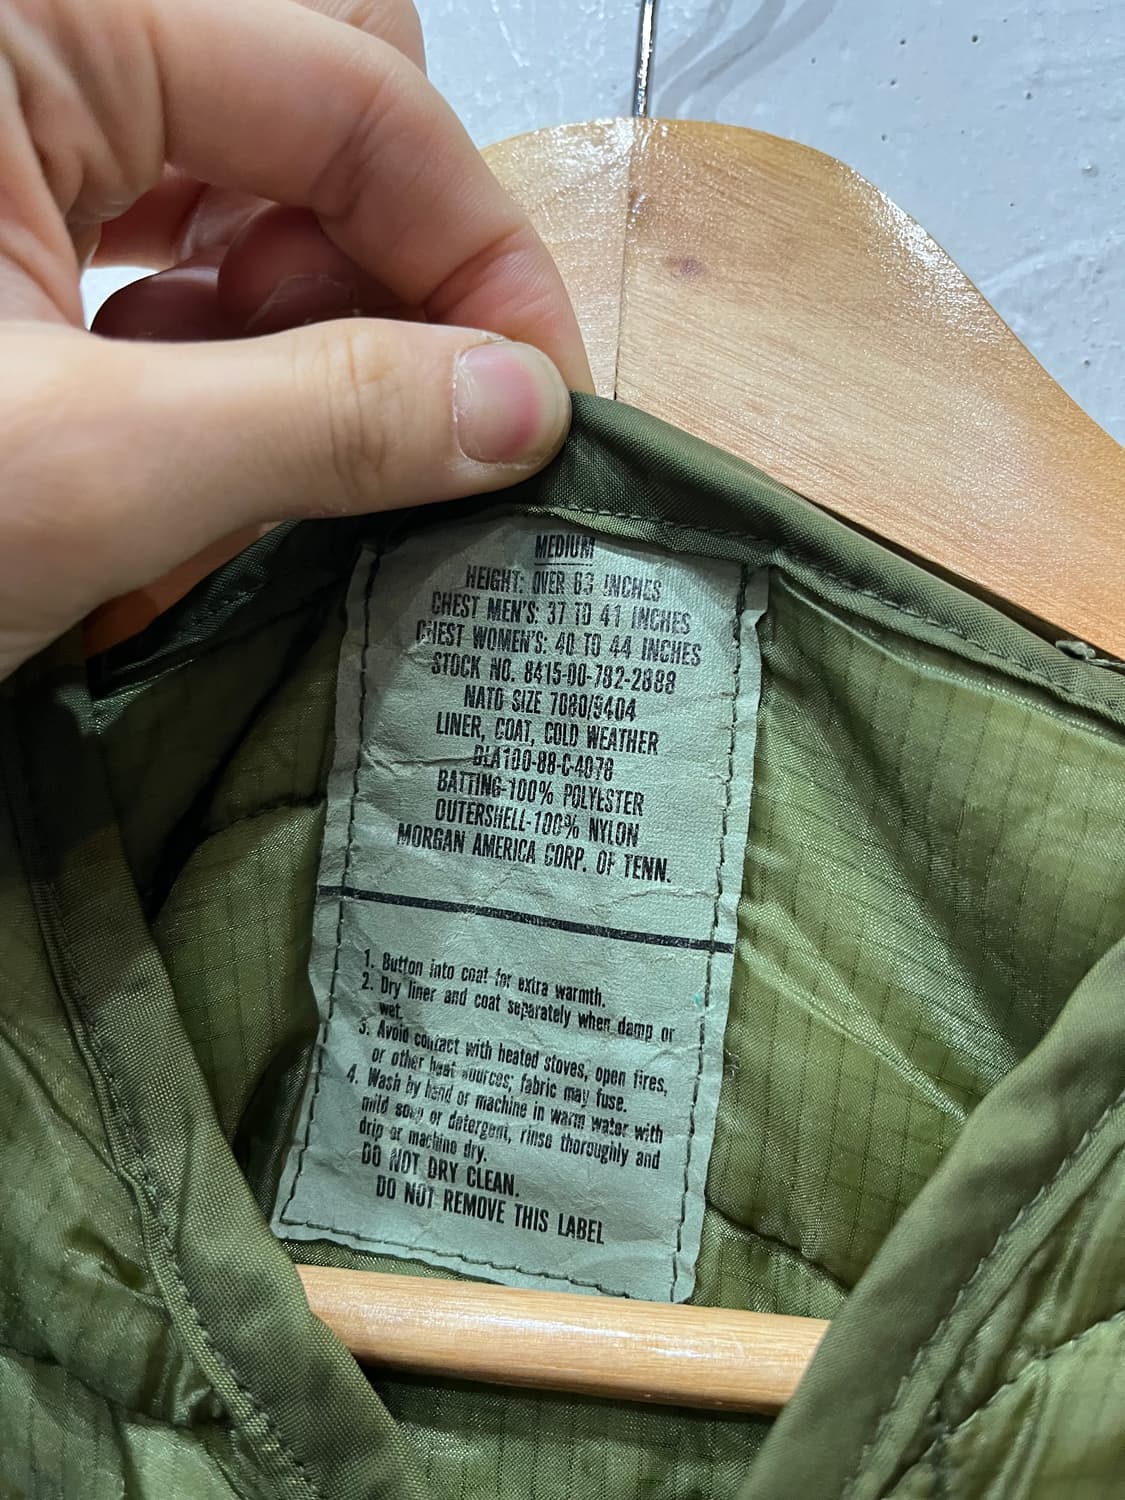 MEDIUM
HEIGHT: OVER 63 INCHES
CHEST MEN'S: 37 TO 41 INCHES
CHEST WOMEN'S: 40 TO 44 INCHES
STOCK NO. 8415-00-782-2888
NATO SIZE 7080/9404
LINER, COAT, COLD WEATHER
DLA100-88-C-4078
BATTING-100% POLYESTER
OUTERSHELL-100% NYLON
MORGAN AMERICA CORP. OF TENN.
1. Button into coat for extra warmth.
2. Dry liner and coat separately when damp or
wet.
3. Avoid contact with heated stoves, open fires,
or other heat sources; fabric may fuse.
4. Wash by hand or machine in warm water with
mild soap or detergent, rinse thoroughly and
drip or machine dry.
DO NOT DRY CLEAN.
DO NOT REMOVE THIS LABEL